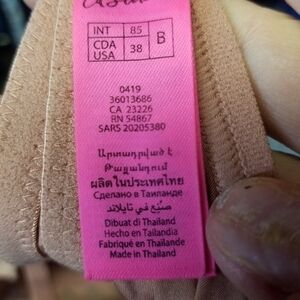 INT 85 B
CDA USA 38
0419
36013686
CA 23226
RN 54867
SARS 20205380
Արտադրված է
Թայլանդում
ผลิตในประเทศไทย
Сделано в Таиланде
صنع في تايلاند
Dibuat di Thailand
Hecho en Tailandia
Fabriqué en Thaïlande
Made in Thailand